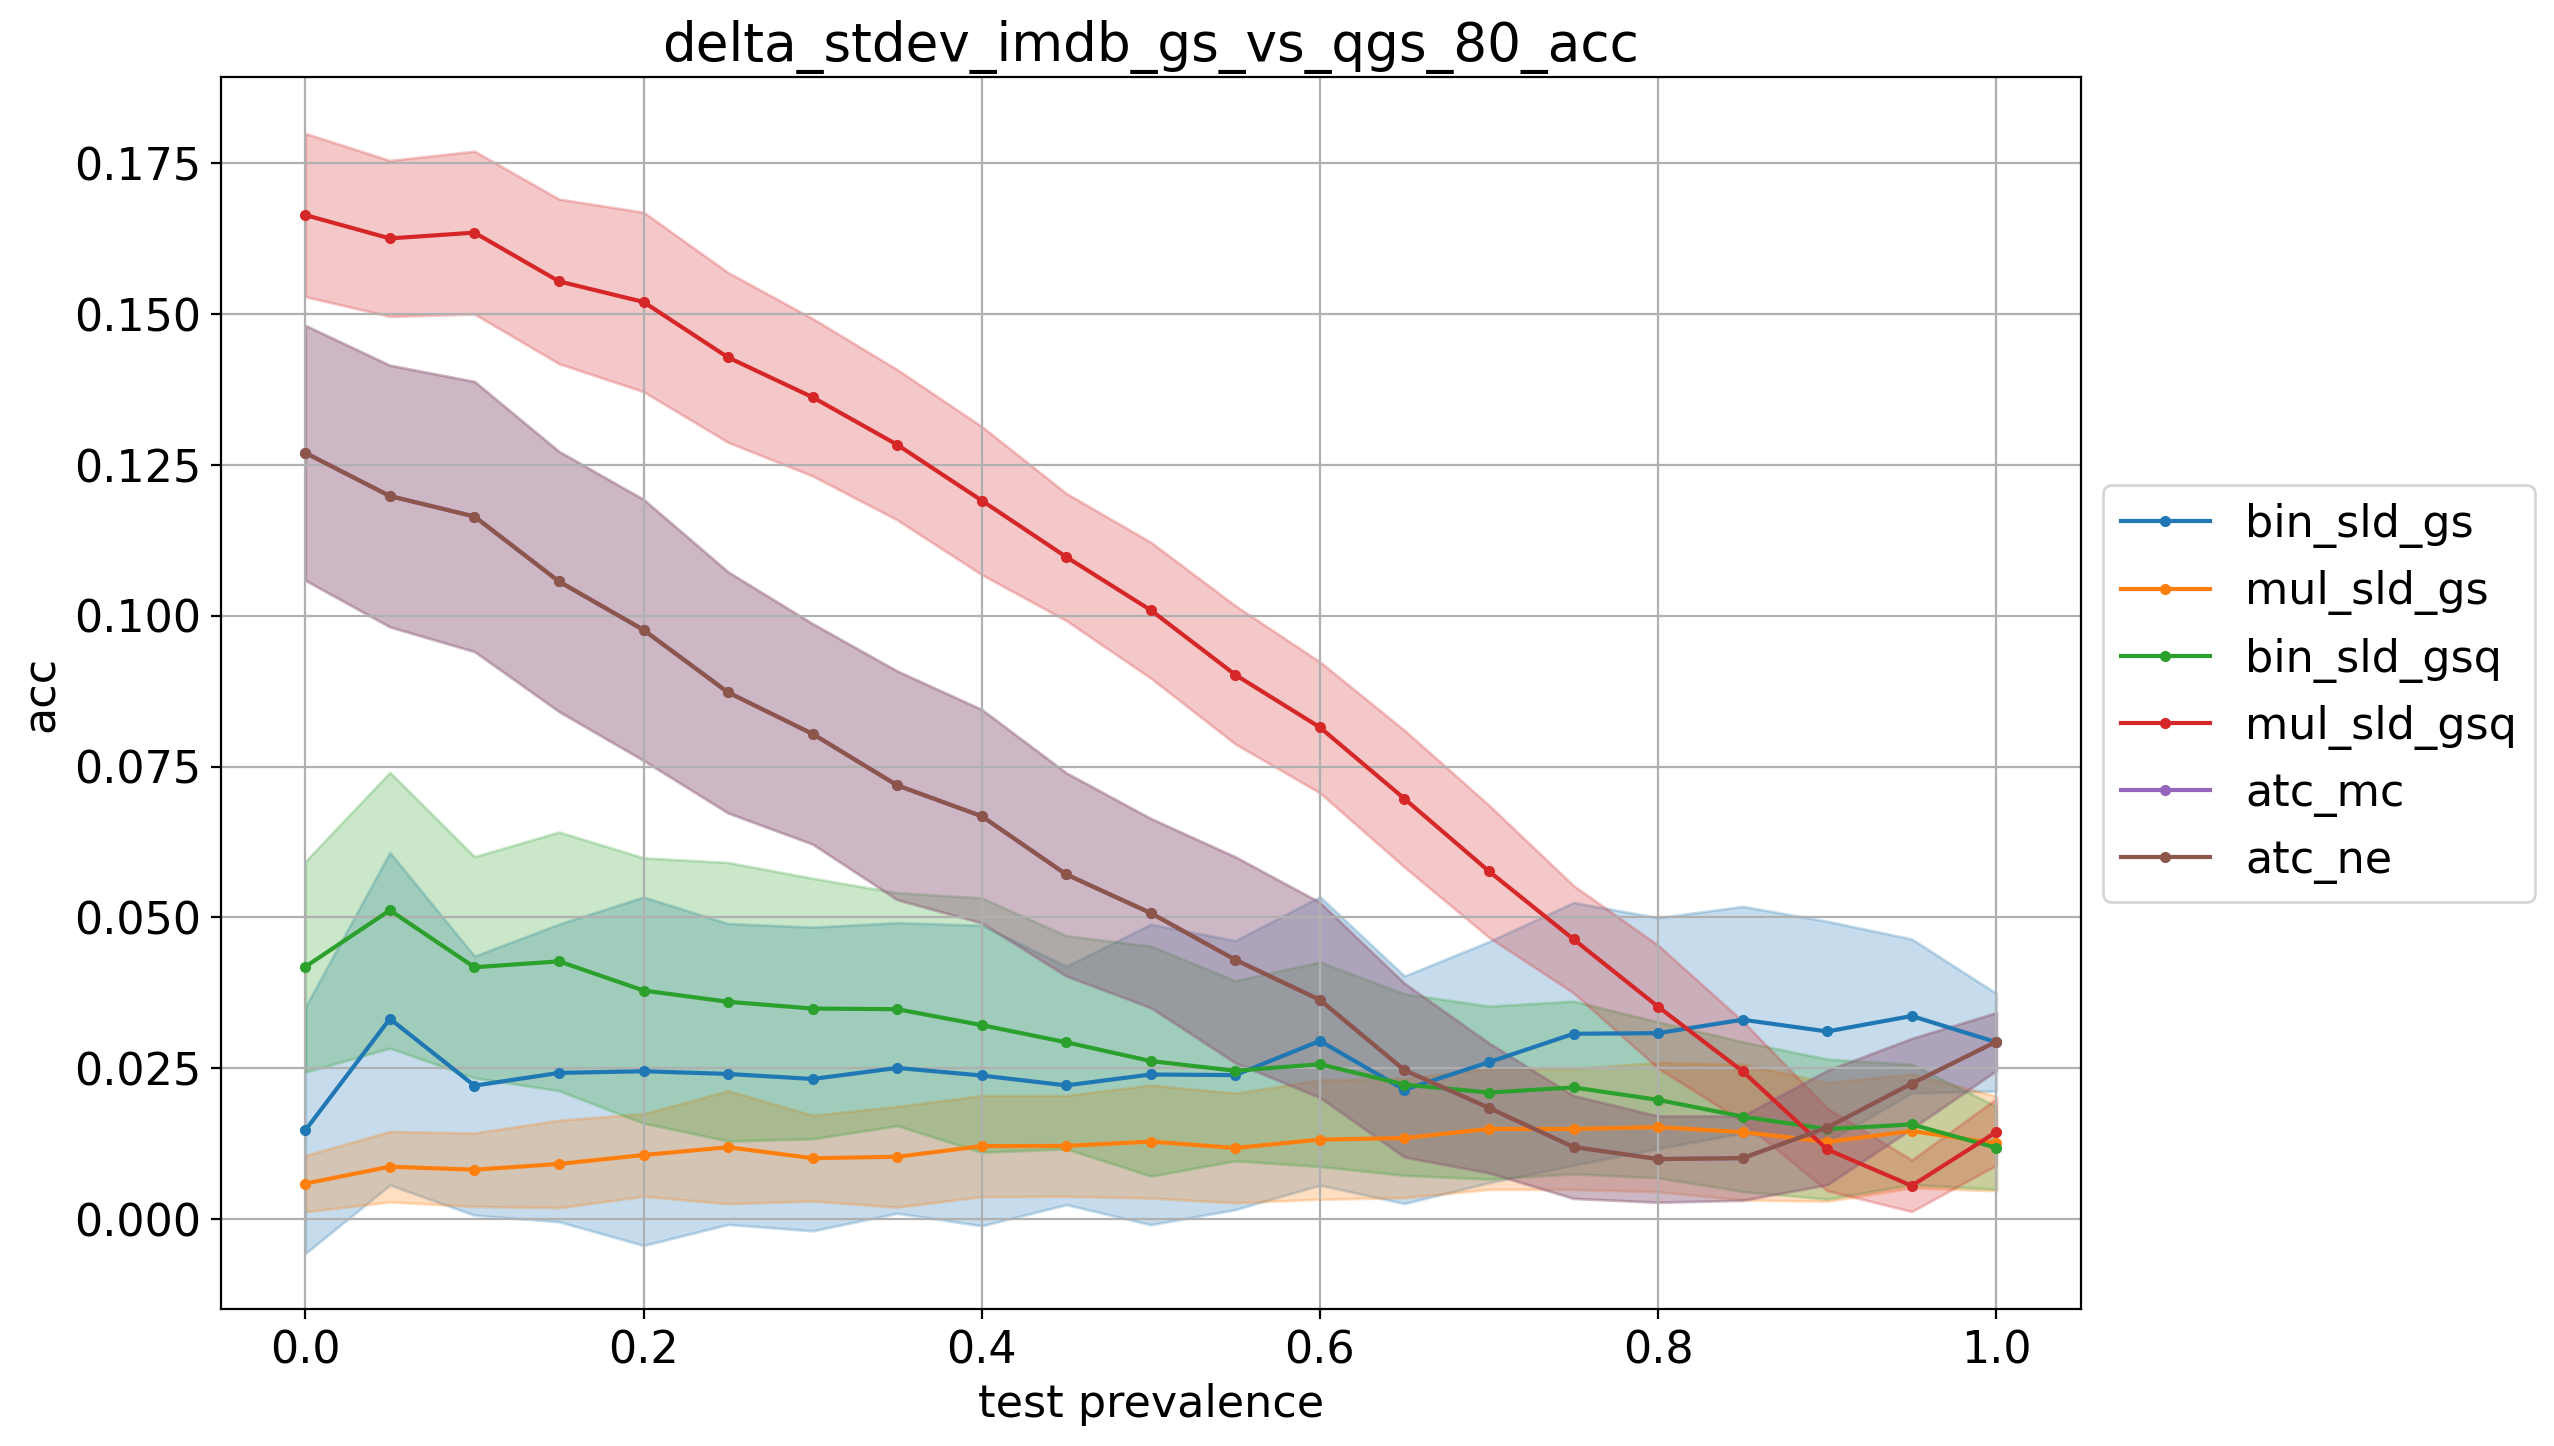 delta_stdev_imdb_gs_vs_qgs_80_acc
acc
0.175
0.150
0.125
0.100
0.075
0.050
0.025
0.000
0.0 0.2 0.4 0.6 0.8 1.0
test prevalence
bin_sld_gs
mul_sld_gs
bin_sld_gsq
mul_sld_gsq
atc_mc
atc_ne